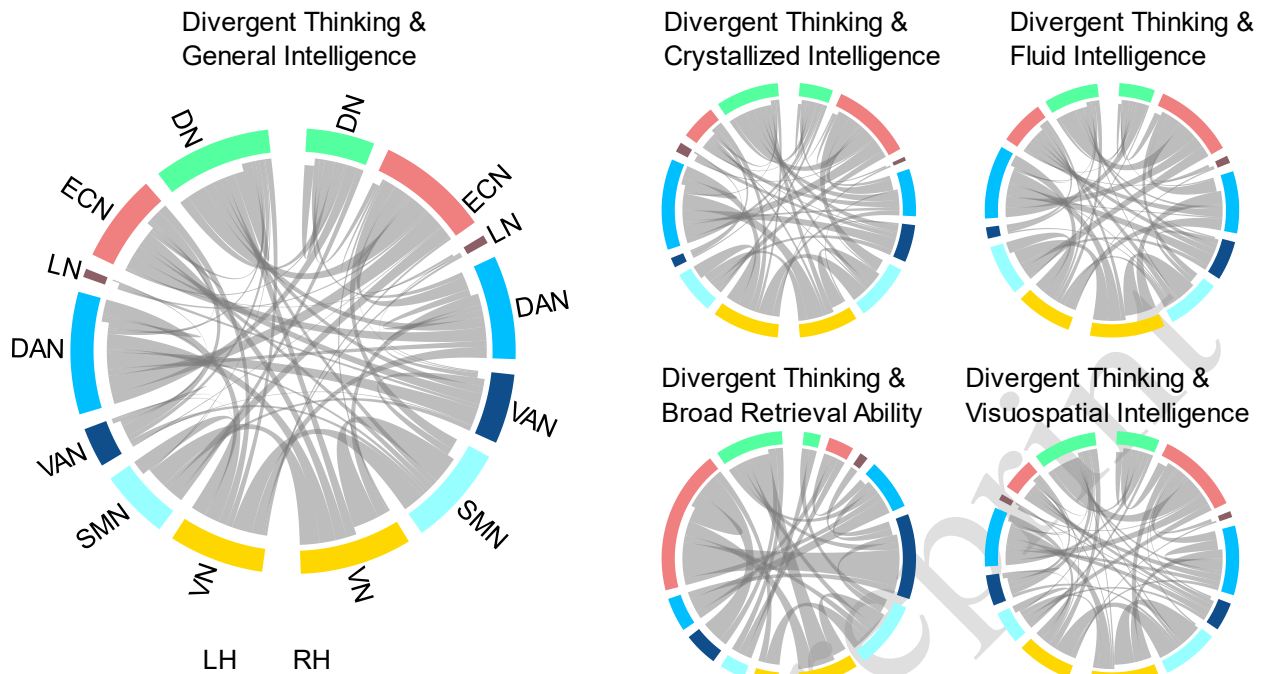 Divergent Thinking &
General Intelligence
Divergent Thinking &
Crystallized Intelligence
Divergent Thinking &
Fluid Intelligence
DN
DN
ECN
ECN
LN
LN
DAN
DAN
VAN
VAN
SMN
SMN
VN
VN
LH
RH
Divergent Thinking &
Broad Retrieval Ability
Divergent Thinking &
Visuospatial Intelligence
eprint